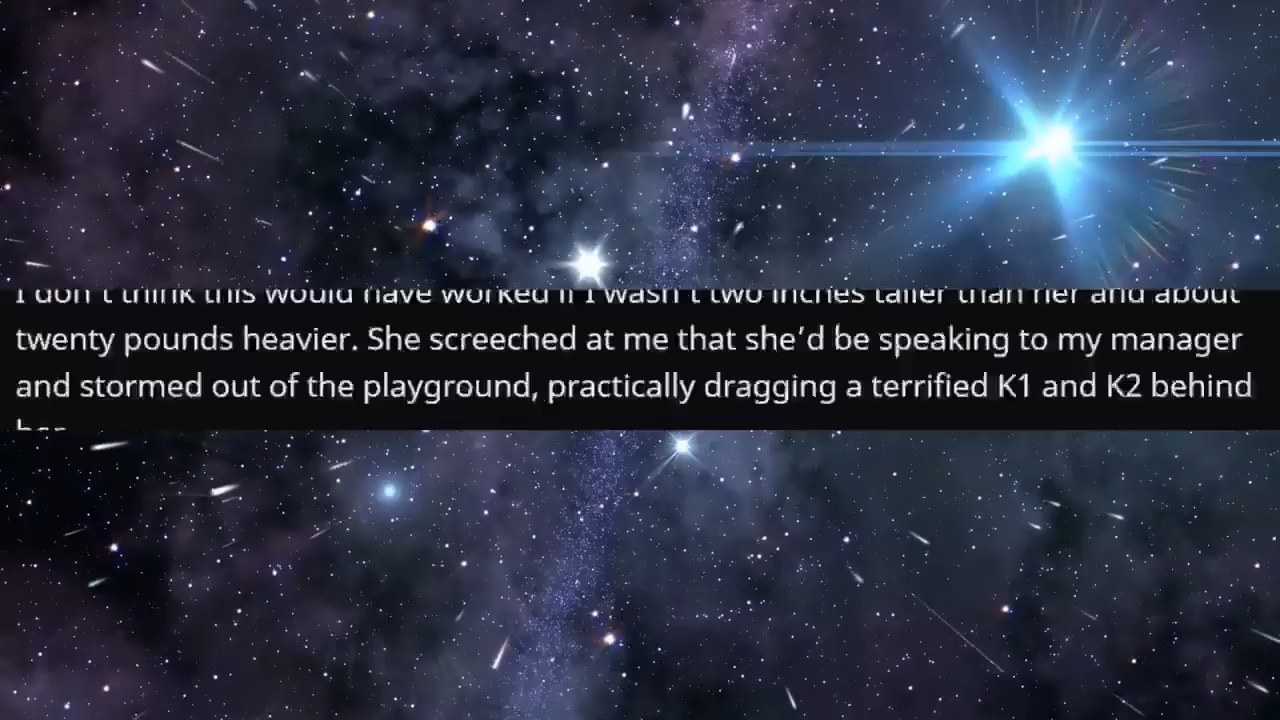 I don't think this would have worked if I wasn't two inches taller than her and about
twenty pounds heavier. She screeched at me that she’d be speaking to my manager
and stormed out of the playground, practically dragging a terrified K1 and K2 behind
her.